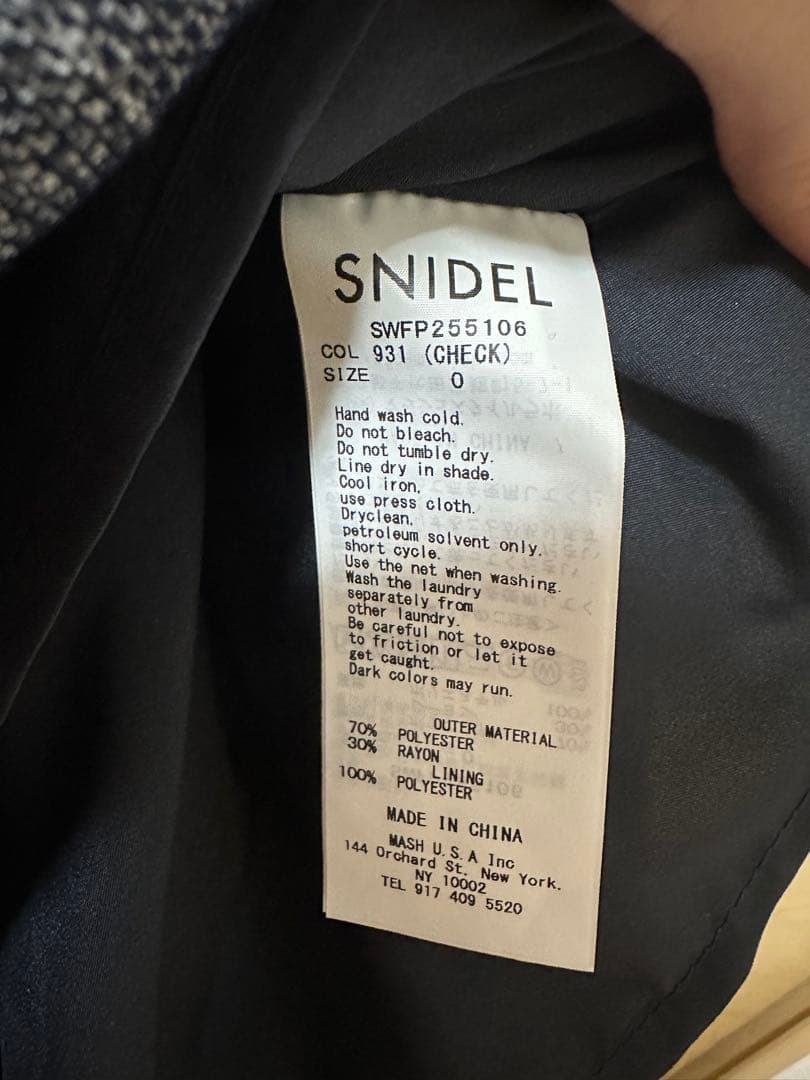 SNIDEL
SWFP255106
COL 931 (CHECK)
SIZE 0
Hand wash cold.
Do not bleach.
Do not tumble dry.
Line dry in shade.
Cool iron,
use press cloth.
Dryclean,
petroleum solvent only.
short cycle.
Use the net when washing.
Wash the laundry
separately from
other laundry.
Be careful not to expose
to friction or let it
get caught.
Dark colors may run.
OUTER MATERIAL
70% POLYESTER
30% RAYON
LINING
100% POLYESTER
MADE IN CHINA
MASH U.S.A Inc
144 Orchard St. New York.
NY 10002
TEL 917 409 5520